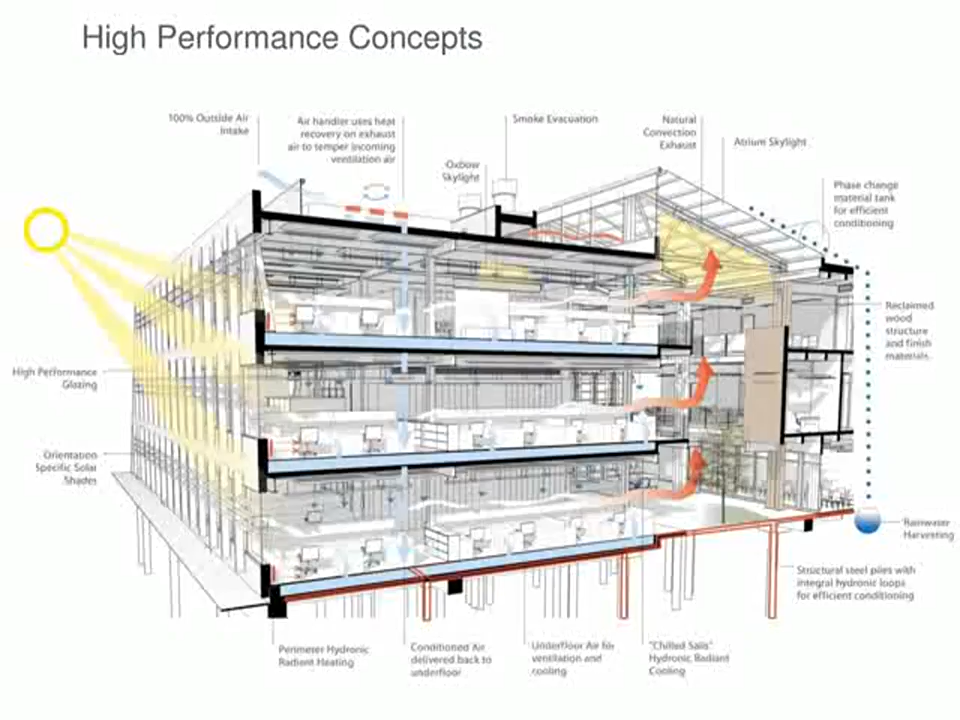 High Performance Concepts
100% Outside Air
Intake
Air handler uses heat
recovery on exhaust
air to temper incoming
ventilation air
Oxbow
Skylight
Smoke Evacuation
Natural
Convection
Exhaust
Atrium Skylight
Phase change
material tank
for efficient
conditioning
Reclaimed
wood
structure
and finish
materials
High Performance
Glazing
Orientation
Specific Solar
Shades
Rainwater
Harvesting
Structural steel piles with
integral hydronic loops
for efficient conditioning
Perimeter Hydronic
Radiant Heating
Conditioned Air
delivered back to
underfloor
Underfloor Air for
ventilation and
cooling
"Chilled Sails"
Hydronic Radiant
Cooling